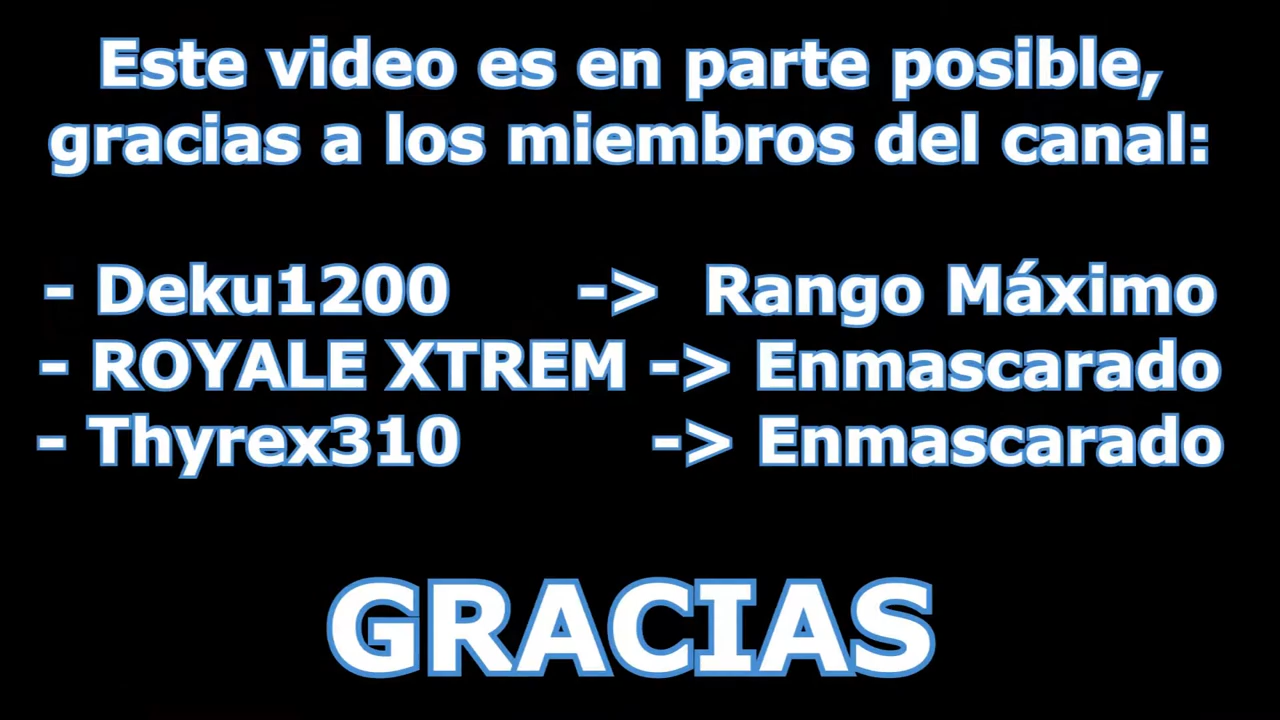 Este video es en parte posible,
gracias a los miembros del canal:
- Deku1200 -> Rango Máximo
- ROYALE XTREM -> Enmascarado
- Thyrex310 -> Enmascarado
GRACIAS